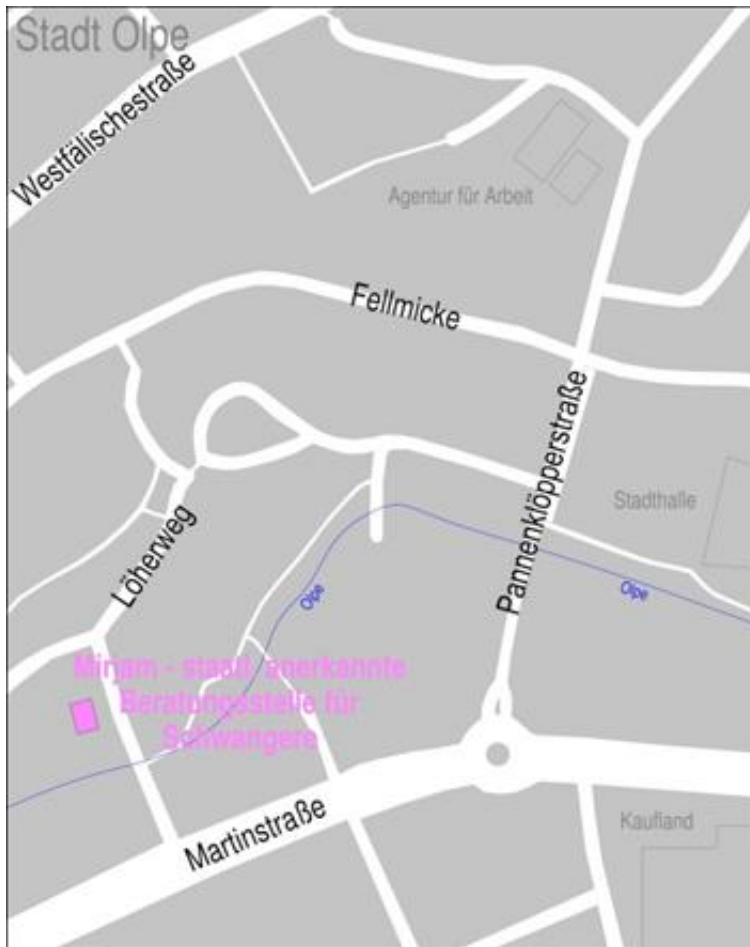 Stadt Olpe
Westfälischestraße
Agentur für Arbeit
Fellmicke
Pannenklöpperstraße
Stadthalle
Löherweg
Olpe
Olpe
Mirjam - staatl. anerkannte
Beratungsstelle für
Schwangere
Martinstraße
Kaufland